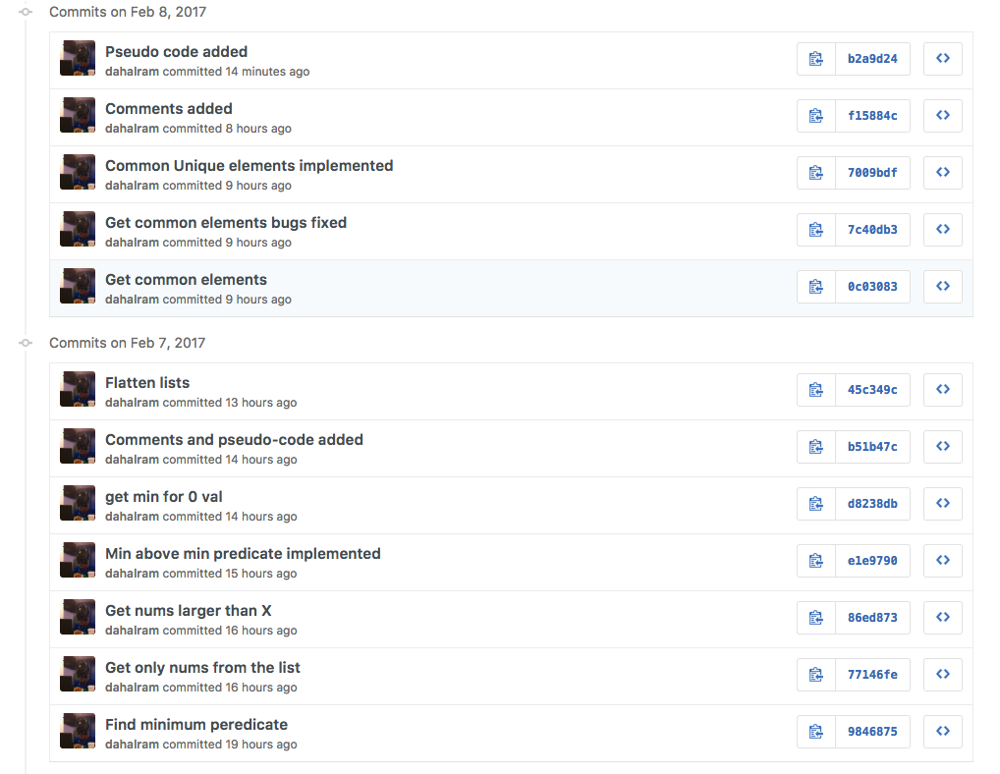 Commits on Feb 8, 2017
Pseudo code added
dahalram committed 14 minutes ago
b2a9d24
Comments added
dahalram committed 8 hours ago
f15884c
Common Unique elements implemented
dahalram committed 9 hours ago
7009bdf
Get common elements bugs fixed
dahalram committed 9 hours ago
7c40db3
Get common elements
dahalram committed 9 hours ago
0c03083
Commits on Feb 7, 2017
Flatten lists
dahalram committed 13 hours ago
45c349c
Comments and pseudo-code added
dahalram committed 14 hours ago
b51b47c
get min for 0 val
dahalram committed 14 hours ago
d8238db
Min above min predicate implemented
dahalram committed 15 hours ago
e1e9790
Get nums larger than X
dahalram committed 16 hours ago
86ed873
Get only nums from the list
dahalram committed 16 hours ago
77146fe
Find minimum peredicate
dahalram committed 19 hours ago
9846875